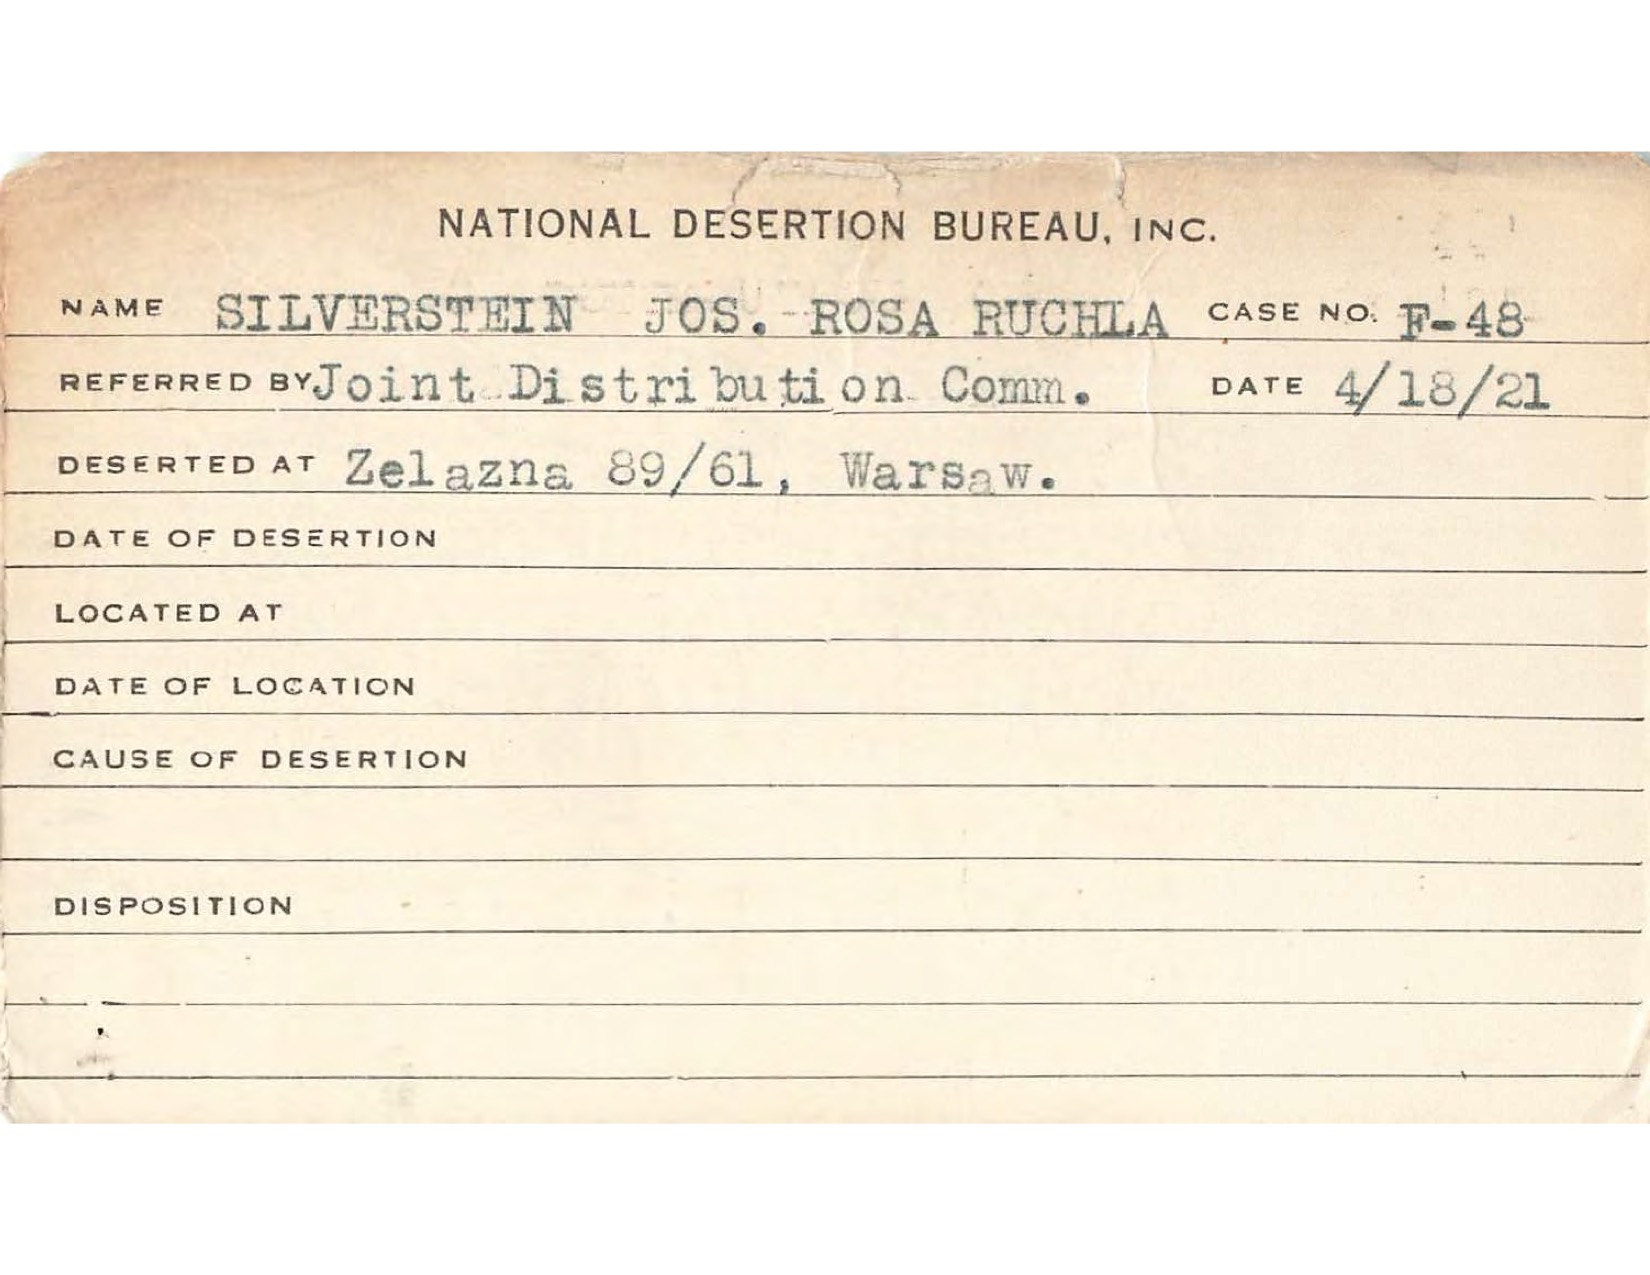 NATIONAL DESERTION BUREAU, INC.
NAME SILVERSTEIN JOS. - ROSA RUCHLA CASE NO. F-48
REFERRED BY Joint Distribution Comm. DATE 4/18/21
DESERTED AT Zelazna 89/61, Warsaw.
DATE OF DESERTION
LOCATED AT
DATE OF LOCATION
CAUSE OF DESERTION
DISPOSITION